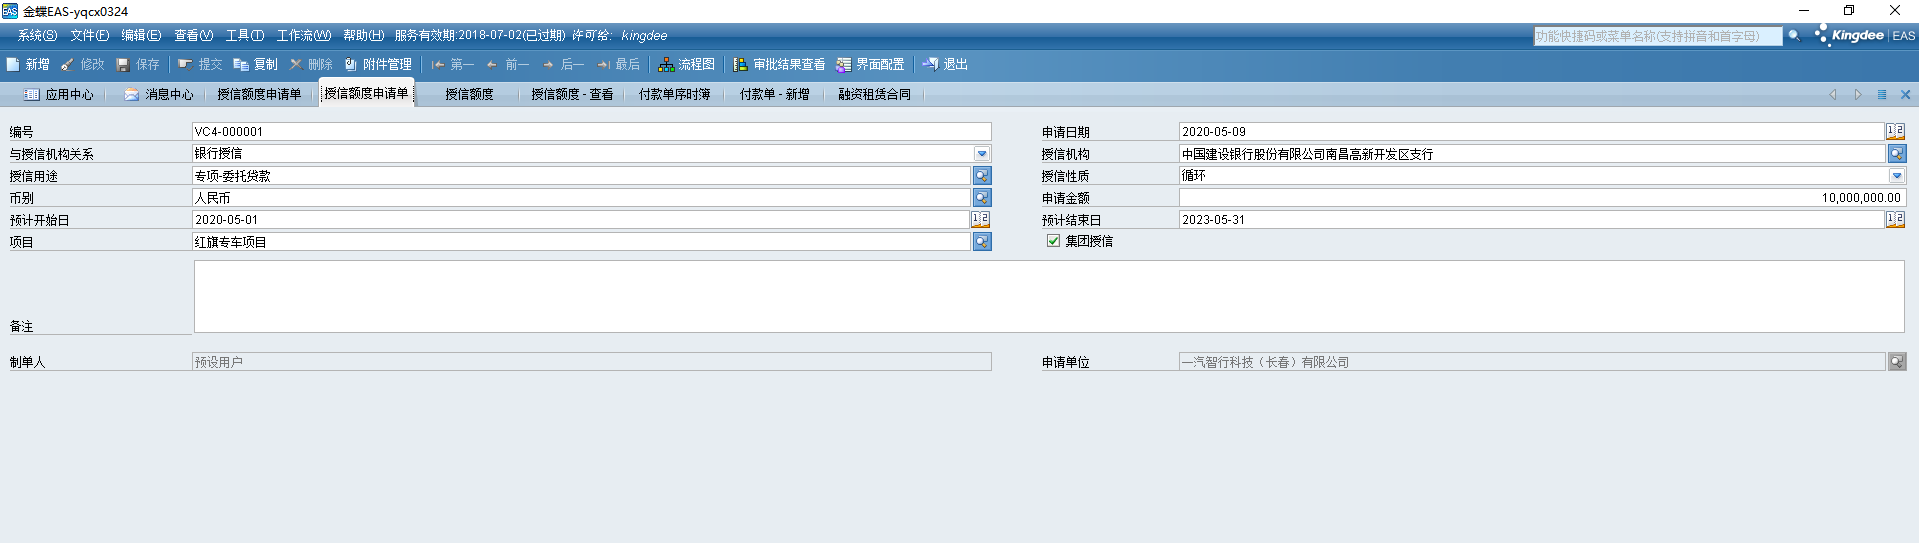 金蝶EAS-yqcx0324
系统(S) 文件(F) 编辑(E) 查看(V) 工具(T) 工作流(W) 帮助(H) 服务有效期:2018-07-02(已过期) 许可给: kingdee 功能快捷码或菜单名称(支持拼音和首字母) Kingdee EAS
新增 修改 保存 提交 复制 删除 附件管理 第一 前一 后一 最后 流程图 审批结果查看 界面配置 退出
应用中心 消息中心 授信额度申请单 授信额度申请单 授信额度 授信额度 - 查看 付款单序时簿 付款单 - 新增 融资租赁合同
编号 VC4-000001 申请日期 2020-05-09
与授信机构关系 银行授信 授信机构 中国建设银行股份有限公司南昌高新开发区支行
授信用途 专项-委托贷款 授信性质 循环
币别 人民币 申请金额 10,000,000.00
预计开始日 2020-05-01 预计结束日 2023-05-31
项目 红旗专车项目 集团授信
备注
制单人 预设用户 申请单位 一汽智行科技（长春）有限公司